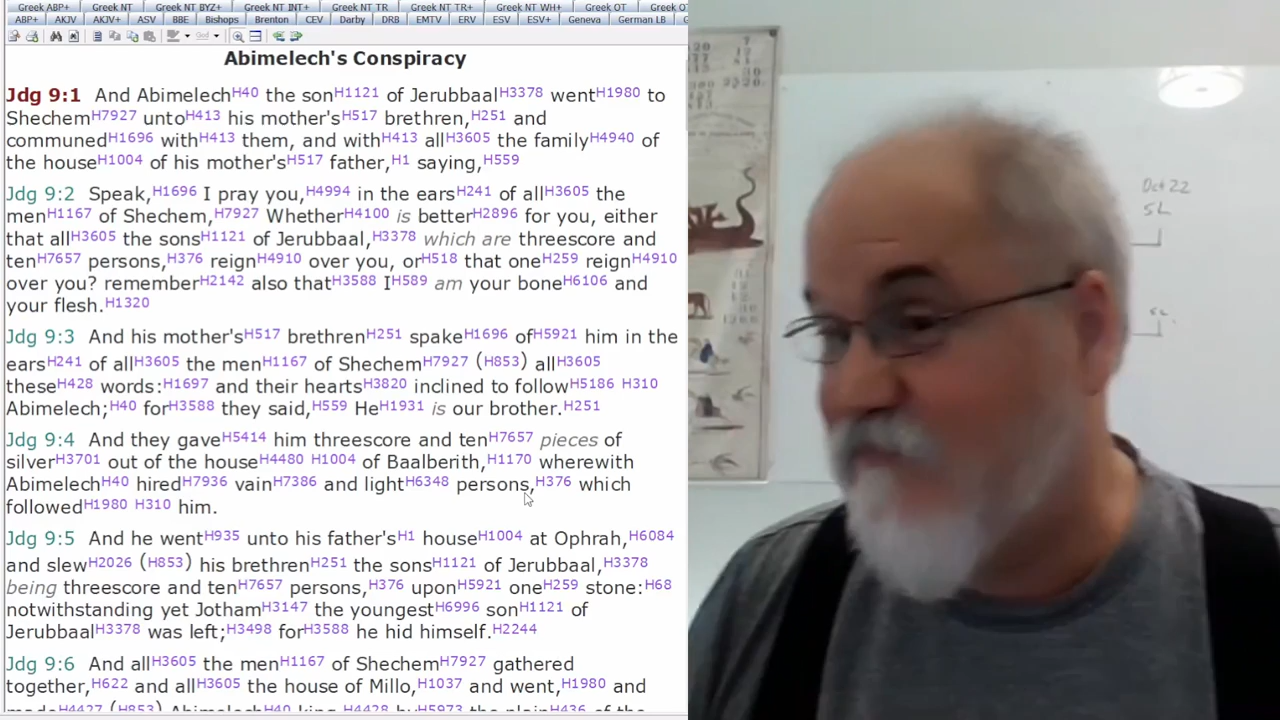 Greek ABP+ Greek NT Greek NT BYZ+ Greek NT INT+ Greek NT TR Greek NT TR+ Greek NT WH+ Greek OT
ABP+ AKJV AKJV+ ASV BBE Bishops Brenton CEV Darby DRB EMTV ERV ESV ESV+ Geneva German LB
Abimelech's Conspiracy
Jdg 9:1 And AbimelechH40 the sonH1121 of JerubbaalH3378 wentH1980 to
ShechemH7927 untoH413 his mother'sH517 brethren,H251 and
communedH1696 withH413 them, and withH413 allH3605 the familyH4940 of
the houseH1004 of his mother'sH517 father,H1 saying,H559
Jdg 9:2 Speak,H1696 I pray you,H4994 in the earsH241 of allH3605 the
menH1167 of Shechem,H7927 WhetherH4100 is betterH2896 for you, either
that allH3605 the sonsH1121 of Jerubbaal,H3378 which are threescore and
tenH7657 persons,H376 reignH4910 over you, orH518 that oneH259 reignH4910
over you? rememberH2142 also thatH3588 IH589 am your boneH6106 and
your flesh.H1320
Jdg 9:3 And his mother'sH517 brethrenH251 spakeH1696 ofH5921 him in the
earsH241 of allH3605 the menH1167 of ShechemH7927 (H853) allH3605
theseH428 words:H1697 and their heartsH3820 inclined to followH5186 H310
Abimelech;H40 forH3588 they said,H559 HeH1931 is our brother.H251
Jdg 9:4 And they gaveH5414 him threescore and tenH7657 pieces of
silverH3701 out of the houseH4480 H1004 of Baalberith,H1170 wherewith
AbimelechH40 hiredH7936 vainH7386 and lightH6348 persons,H376 which
followedH1980 H310 him.
Jdg 9:5 And he wentH935 unto his father'sH1 houseH1004 at Ophrah,H6084
and slewH2026 (H853) his brethrenH251 the sonsH1121 of Jerubbaal,H3378
being threescore and tenH7657 persons,H376 uponH5921 oneH259 stone:H68
notwithstanding yet JothamH3147 the youngestH6996 sonH1121 of
JerubbaalH3378 was left;H3498 forH3588 he hid himself.H2244
Jdg 9:6 And allH3605 the menH1167 of ShechemH7927 gathered
together,H622 and allH3605 the house of Millo,H1037 and went,H1980 and
madeH4427 (H853) AbimelechH40 king,H4428 byH5973 the plainH436 of the
Oct 22
SL